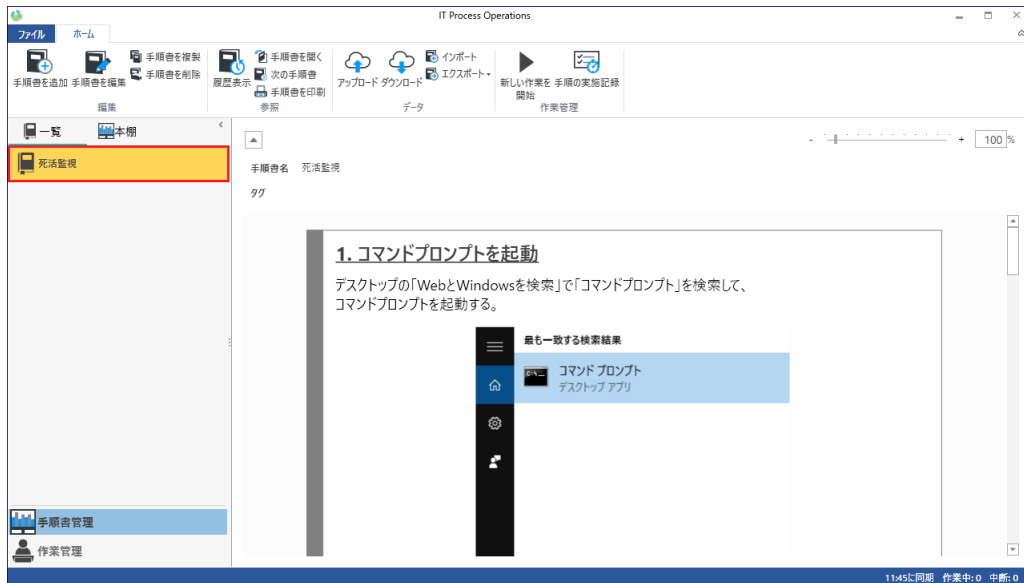 IT Process Operations
ファイル
ホーム
手順書を追加
手順書を編集
手順書を複製
手順書を削除
編集
履歴表示
手順書を開く
次の手順書
手順書を印刷
参照
アップロード
ダウンロード
インポート
エクスポート
データ
新しい作業を
開始
手順の実施記録
作業管理
一覧
本棚
死活監視
- + 100 %
手順書名 死活監視
タグ
1. コマンドプロンプトを起動
デスクトップの「WebとWindowsを検索」で「コマンドプロンプト」を検索して、
コマンドプロンプトを起動する。
最も一致する検索結果
コマンド プロンプト
デスクトップ アプリ
手順書管理
作業管理
11:45に同期 作業中: 0 中断: 0